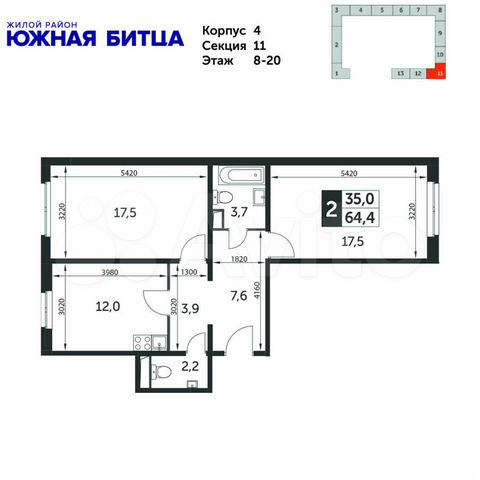 ЖИЛОЙ РАЙОН
ЮЖНАЯ БИТЦА
Корпус 4
Секция 11
Этаж 8-20
3 4 5 6 7 8
2 9
10
1 13 12 11
5420
3220
17,5
3,7
5420
3220
2 35,0
64,4
17,5
1820
3980
1300
3020
12,0
3020
3,9
7,6
4160
2,2
Avito